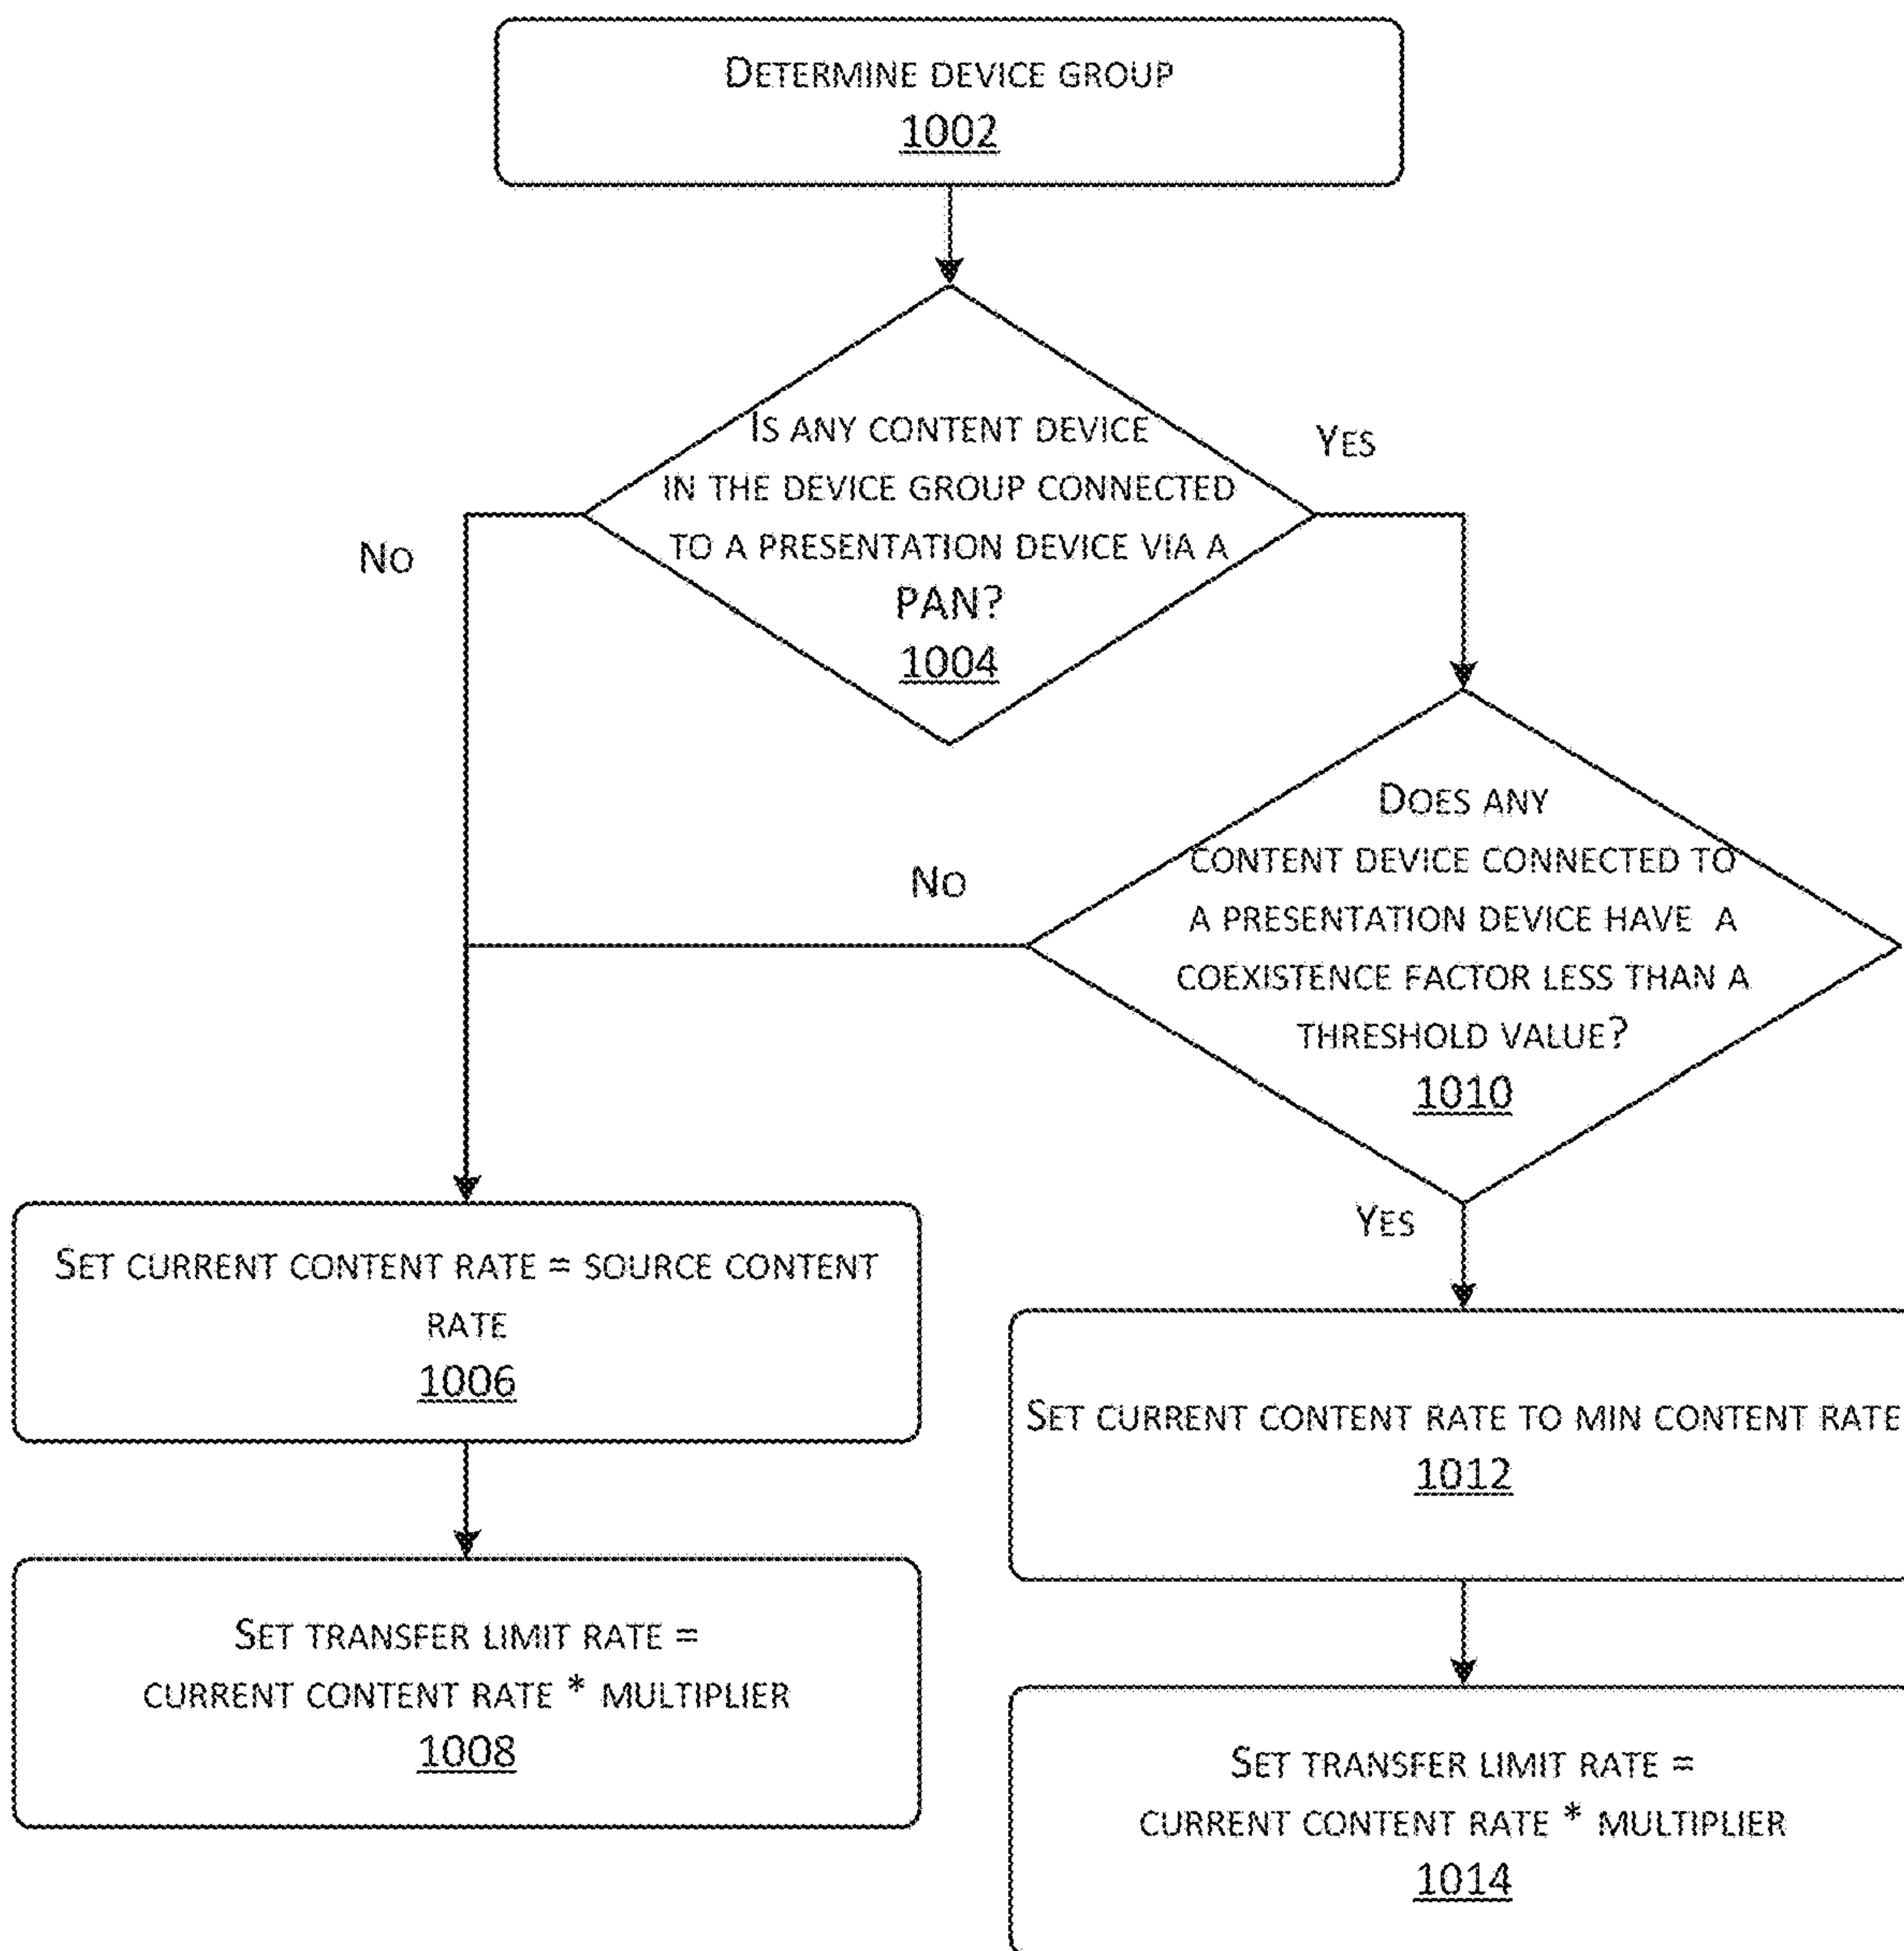 DETERMINE DEVICE GROUP
1002
IS ANY CONTENT DEVICE
IN THE DEVICE GROUP CONNECTED
TO A PRESENTATION DEVICE VIA A
PAN?
1004
YES
NO
DOES ANY
CONTENT DEVICE CONNECTED TO
A PRESENTATION DEVICE HAVE A
COEXISTENCE FACTOR LESS THAN A
THRESHOLD VALUE?
1010
NO
YES
SET CURRENT CONTENT RATE = SOURCE CONTENT
RATE
1006
SET CURRENT CONTENT RATE TO MIN CONTENT RATE
1012
SET TRANSFER LIMIT RATE =
CURRENT CONTENT RATE * MULTIPLIER
1008
SET TRANSFER LIMIT RATE =
CURRENT CONTENT RATE * MULTIPLIER
1014